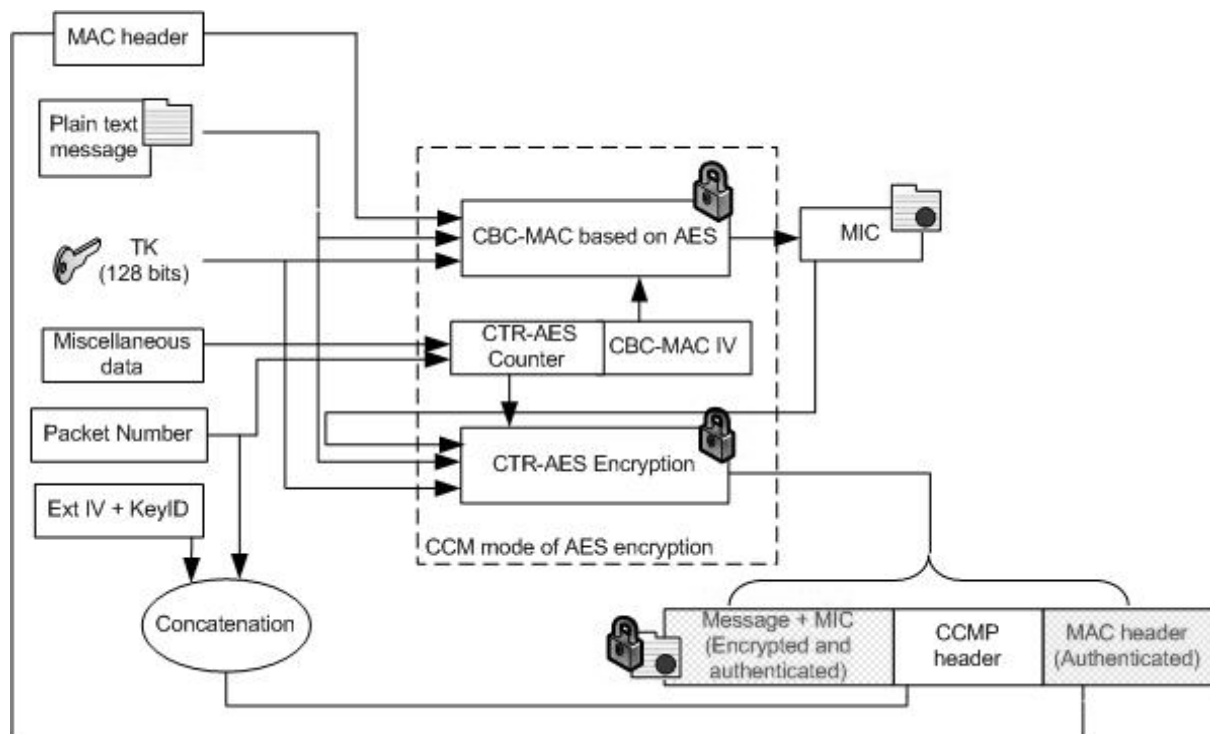 MAC header
Plain text
message
TK
(128 bits)
Miscellaneous
data
Packet Number
Ext IV + KeyID
Concatenation
CBC-MAC based on AES
MIC
CTR-AES
Counter
CBC-MAC IV
CTR-AES Encryption
CCM mode of AES encryption
Message + MIC
(Encrypted and
authenticated)
CCMP
header
MAC header
(Authenticated)